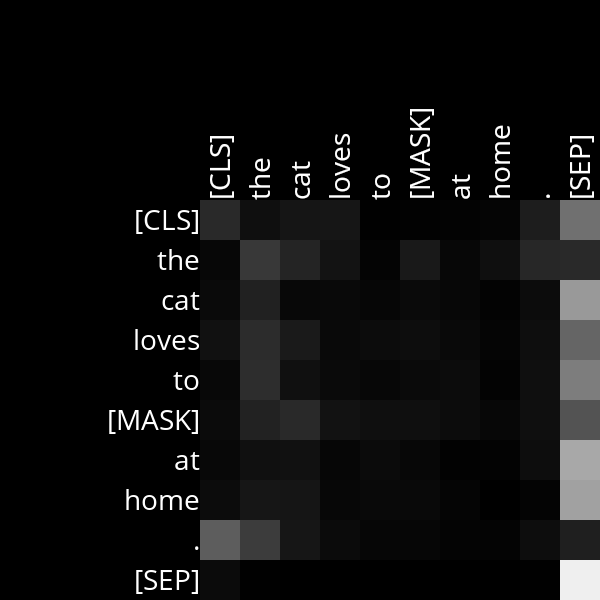 [CLS]
the
cat
loves
to
[MASK]
at
home
.
[SEP]
[CLS]
the
cat
loves
to
[MASK]
at
home
.
[SEP]